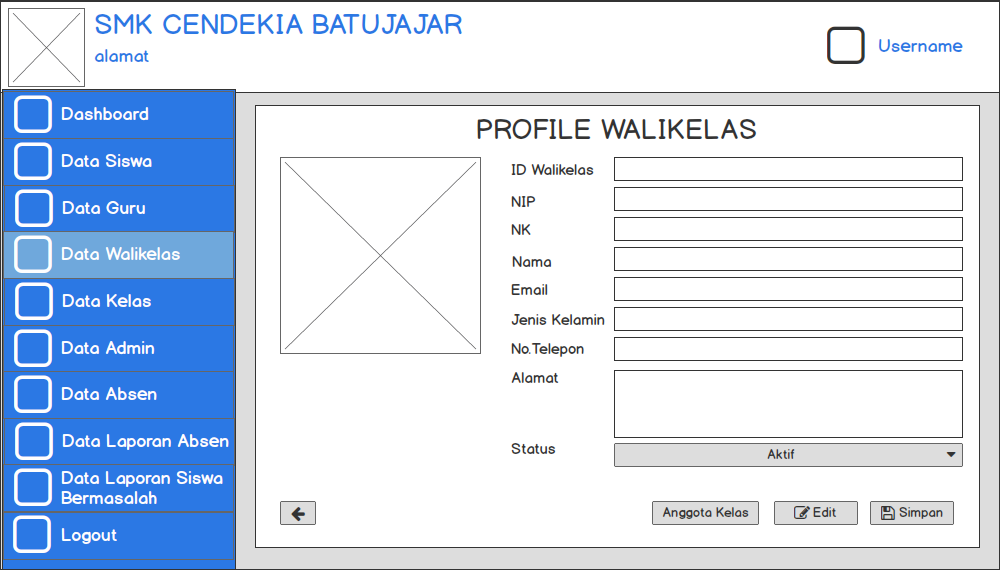 SMK CENDEKIA BATUJAJAR
alamat
Username
Dashboard
Data Siswa
Data Guru
Data Walikelas
Data Kelas
Data Admin
Data Absen
Data Laporan Absen
Data Laporan Siswa
Bermasalah
Logout
PROFILE WALIKELAS
ID Walikelas
NIP
NK
Nama
Email
Jenis Kelamin
No.Telepon
Alamat
Status
Aktif
Anggota Kelas
Edit
Simpan